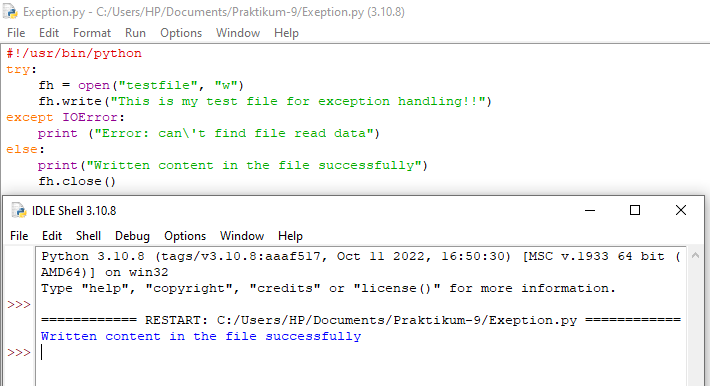 Exeption.py - C:/Users/HP/Documents/Praktikum-9/Exeption.py (3.10.8)
File Edit Format Run Options Window Help
#!/usr/bin/python
try:
    fh = open("testfile", "w")
    fh.write("This is my test file for exception handling!!")
except IOError:
    print ("Error: can\'t find file read data")
else:
    print("Written content in the file successfully")
    fh.close()
IDLE Shell 3.10.8
File Edit Shell Debug Options Window Help
Python 3.10.8 (tags/v3.10.8:aaaf517, Oct 11 2022, 16:50:30) [MSC v.1933 64 bit (
AMD64)] on win32
Type "help", "copyright", "credits" or "license()" for more information.
>>>
============ RESTART: C:/Users/HP/Documents/Praktikum-9/Exeption.py ============
Written content in the file successfully
>>>